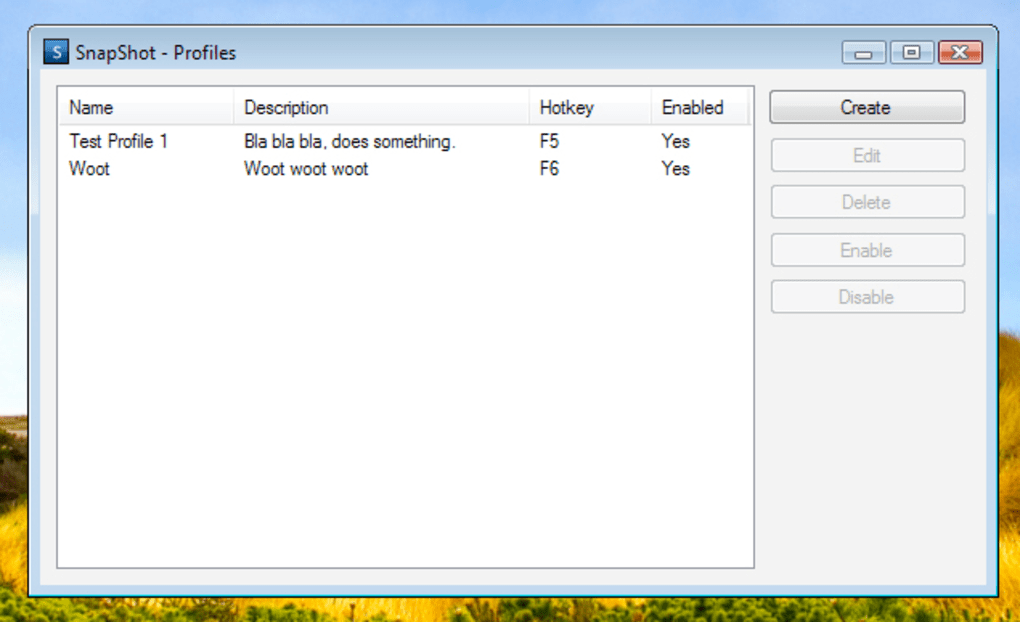 S SnapShot - Profiles
Name Description Hotkey Enabled
Test Profile 1 Bla bla bla, does something. F5 Yes
Woot Woot woot woot F6 Yes
Create
Edit
Delete
Enable
Disable